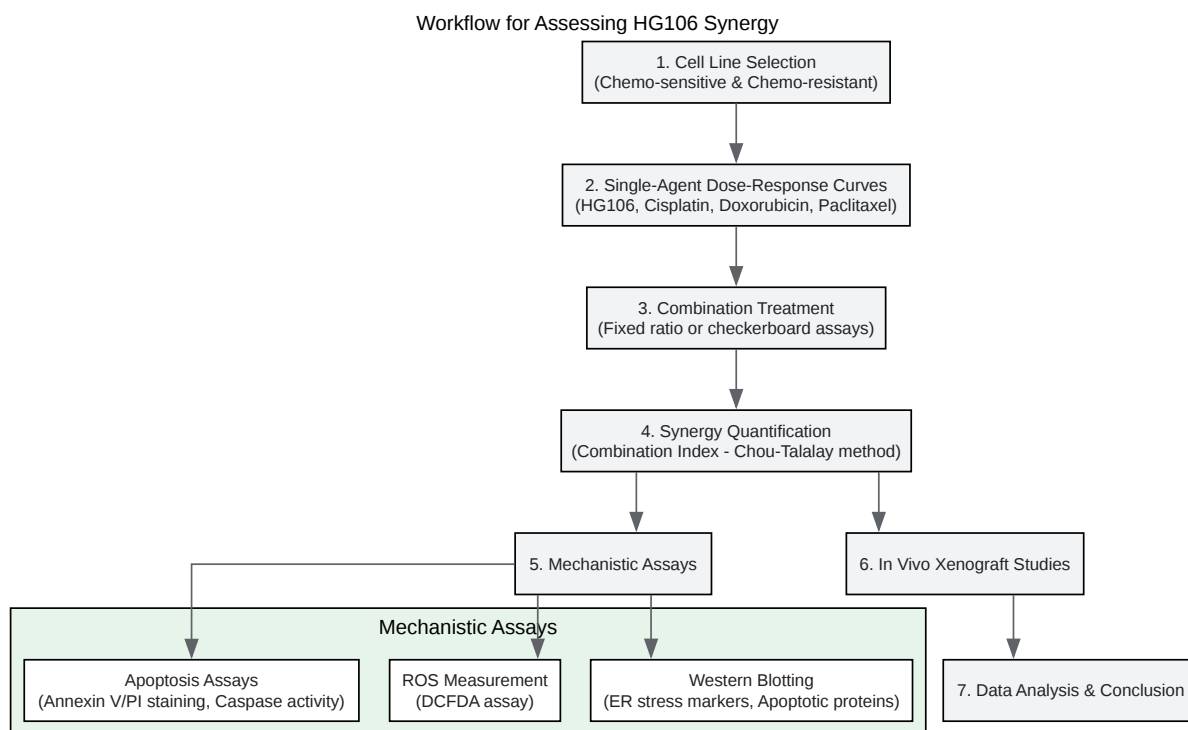 Workflow for Assessing HG106 Synergy
1. Cell Line Selection
(Chemo-sensitive & Chemo-resistant)
2. Single-Agent Dose-Response Curves
(HG106, Cisplatin, Doxorubicin, Paclitaxel)
3. Combination Treatment
(Fixed ratio or checkerboard assays)
4. Synergy Quantification
(Combination Index - Chou-Talalay method)
5. Mechanistic Assays
6. In Vivo Xenograft Studies
Mechanistic Assays
Apoptosis Assays
(Annexin V/PI staining, Caspase activity)
ROS Measurement
(DCFDA assay)
Western Blotting
(ER stress markers, Apoptotic proteins)
7. Data Analysis & Conclusion